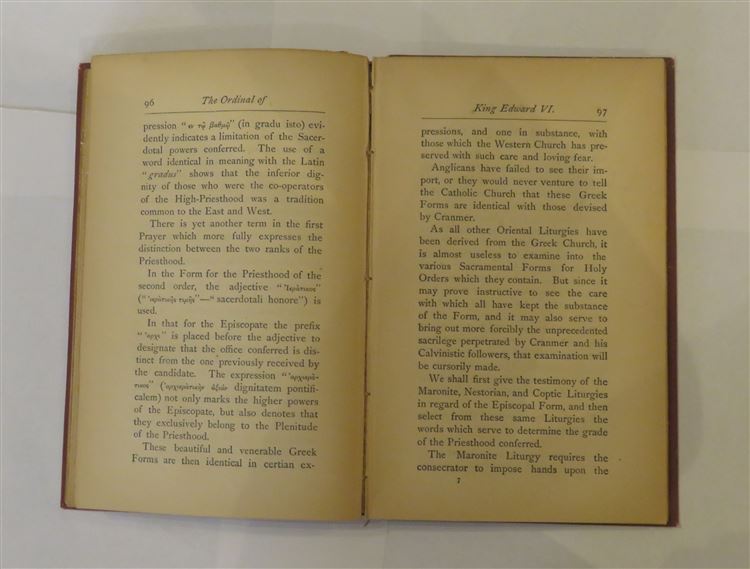 96 The Ordinal of
pression "εν τῷ βαθμῷ" (in gradu isto) evi-
dently indicates a limitation of the Sacer-
dotal powers conferred. The use of a
word identical in meaning with the Latin
"gradus" shows that the inferior dig-
nity of those who were the co-operators
of the High-Priesthood was a tradition
common to the East and West.
There is yet another term in the first
Prayer which more fully expresses the
distinction between the two ranks of the
Priesthood.
In the Form for the Priesthood of the
second order, the adjective
("—"sacerdotali honore") is
used.
In that for the Episcopate the prefix
is placed before the adjective to
designate that the office conferred is dis-
tinct from the one previously received by
the candidate. The expression
dignitatem pontifi-
calem) not only marks the higher powers
of the Episcopate, but also denotes that
they exclusively belong to the Plenitude
of the Priesthood.
These beautiful and venerable Greek
Forms are then identical in certian ex-
King Edward VI. 97
pressions, and one in substance, with
those which the Western Church has pre-
served with such care and loving fear.
Anglicans have failed to see their im-
port, or they would never venture to tell
the Catholic Church that these Greek
Forms are identical with those devised
by Cranmer.
As all other Oriental Liturgies have
been derived from the Greek Church, it
is almost useless to examine into the
various Sacramental Forms for Holy
Orders which they contain. But since it
may prove instructive to see the care
with which all have kept the substance
of the Form, and it may also serve to
bring out more forcibly the unprecedented
sacrilege perpetrated by Cranmer and his
Calvinistic followers, that examination will
be cursorily made.
We shall first give the testimony of the
Maronite, Nestorian, and Coptic Liturgies
in regard of the Episcopal Form, and then
select from these same Liturgies the
words which serve to determine the grade
of the Priesthood conferred.
The Maronite Liturgy requires the
consecrator to impose hands upon the
7